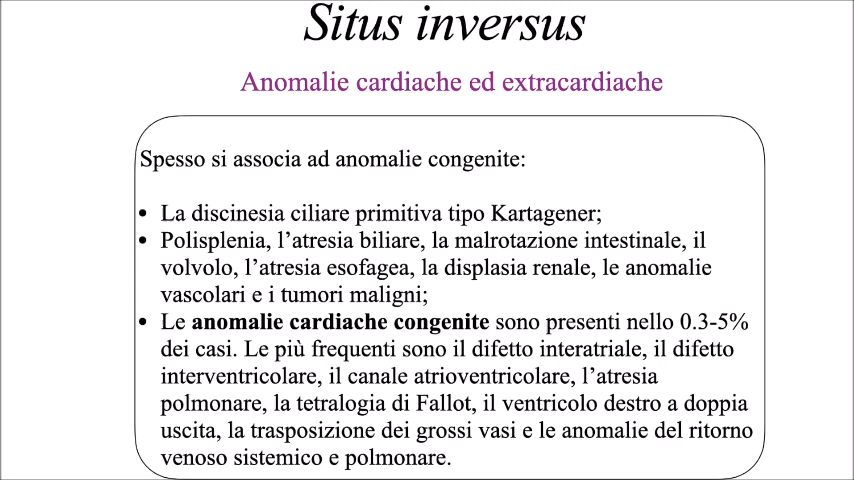 Situs inversus
Anomalie cardiache ed extracardiache
Spesso si associa ad anomalie congenite:
• La discinesia ciliare primitiva tipo Kartagener;
• Polisplenia, l’atresia biliare, la malrotazione intestinale, il
volvolo, l’atresia esofagea, la displasia renale, le anomalie
vascolari e i tumori maligni;
• Le anomalie cardiache congenite sono presenti nello 0.3-5%
dei casi. Le più frequenti sono il difetto interatriale, il difetto
interventricolare, il canale atrioventricolare, l’atresia
polmonare, la tetralogia di Fallot, il ventricolo destro a doppia
uscita, la trasposizione dei grossi vasi e le anomalie del ritorno
venoso sistemico e polmonare.